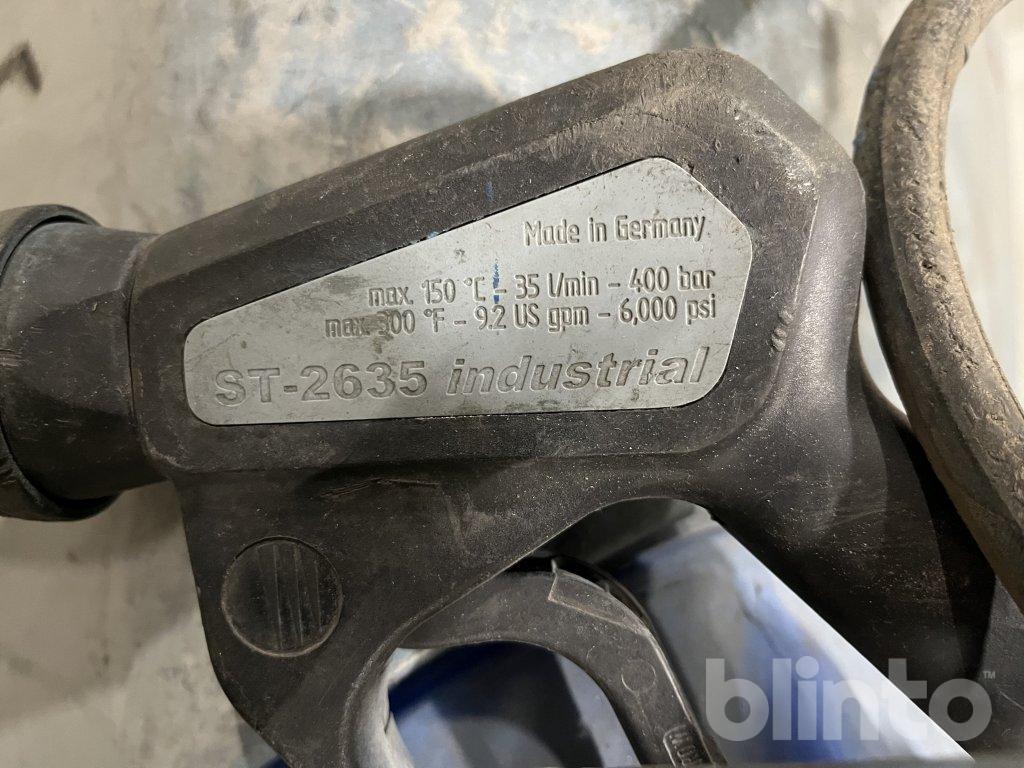 Made in Germany
max. 150 °C – 35 l/min – 400 bar
max. 300 °F – 9.2 US gpm – 6,000 psi
ST-2635 industrial
blinto™